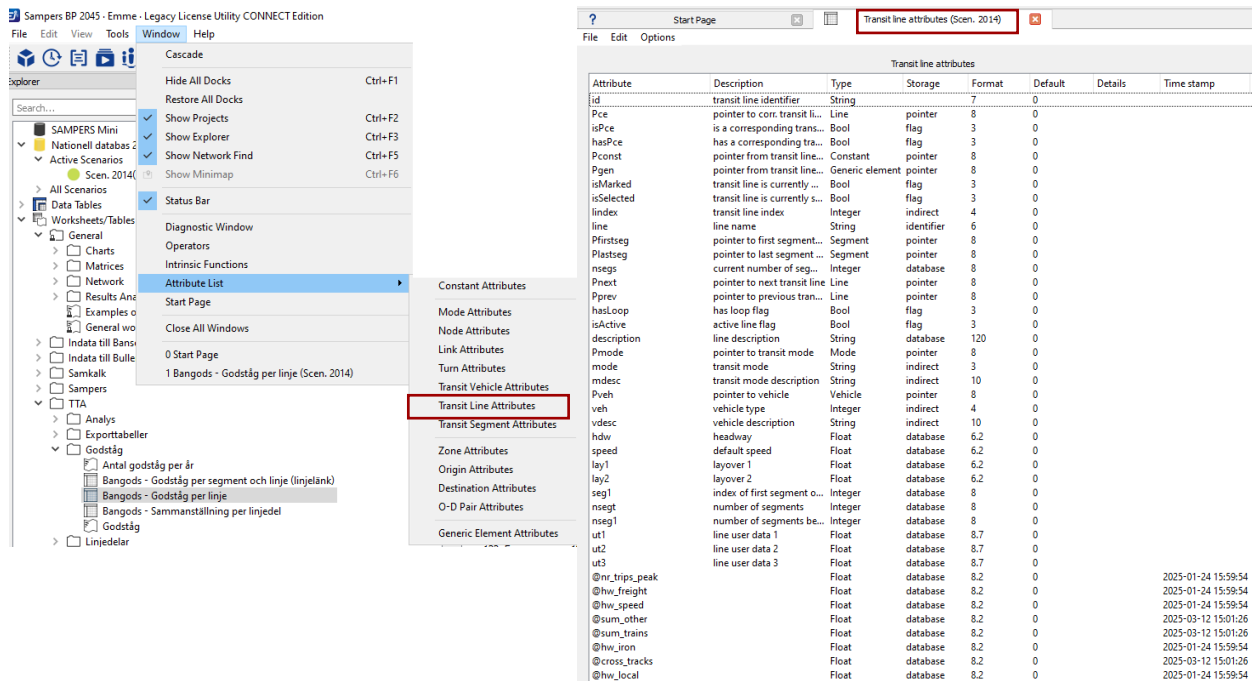 Sampers BP 2045 - Emme - Legacy License Utility CONNECT Edition
File Edit View Tools Window Help
Explorer
Search...
SAMPERS Mini
Nationell databas 2
Active Scenarios
Scen. 2014(
All Scenarios
Data Tables
Worksheets/Tables
General
Charts
Matrices
Network
Results Ana
Examples o
General wo
Indata till Banse
Indata till Bulle
Samkalk
Sampers
TTA
Analys
Exporttabeller
Godståg
Antal godståg per år
Bangods - Godståg per segment och linje (linjelänk)
Bangods - Godståg per linje
Bangods - Sammanställning per linjedel
Godståg
Linjedelar
Cascade
Hide All Docks Ctrl+F1
Restore All Docks
Show Projects Ctrl+F2
Show Explorer Ctrl+F3
Show Network Find Ctrl+F5
Show Minimap Ctrl+F6
Status Bar
Diagnostic Window
Operators
Intrinsic Functions
Attribute List
Start Page
Close All Windows
0 Start Page
1 Bangods - Godståg per linje (Scen. 2014)
Constant Attributes
Mode Attributes
Node Attributes
Link Attributes
Turn Attributes
Transit Vehicle Attributes
Transit Line Attributes
Transit Segment Attributes
Zone Attributes
Origin Attributes
Destination Attributes
O-D Pair Attributes
Generic Element Attributes
? Start Page Transit line attributes (Scen. 2014)
File Edit Options
Transit line attributes
Attribute Description Type Storage Format Default Details Time stamp
id transit line identifier String 7 0
Pce pointer to corr. transit li... Line pointer 8 0
isPce is a corresponding trans... Bool flag 3 0
hasPce has a corresponding tra... Bool flag 3 0
Pconst pointer from transit line... Constant pointer 8 0
Pgen pointer from transit line... Generic element pointer 8 0
isMarked transit line is currently ... Bool flag 3 0
isSelected transit line is currently s... Bool flag 3 0
lindex transit line index Integer indirect 4 0
line line name String identifier 6 0
Pfirstseg pointer to first segment... Segment pointer 8 0
Plastseg pointer to last segment ... Segment pointer 8 0
nsegs current number of seg... Integer database 8 0
Pnext pointer to next transit line Line pointer 8 0
Pprev pointer to previous tran... Line pointer 8 0
hasLoop has loop flag Bool flag 3 0
isActive active line flag Bool flag 3 0
description line description String database 120 0
Pmode pointer to transit mode Mode pointer 8 0
mode transit mode String indirect 3 0
mdesc transit mode description String indirect 10 0
Pveh pointer to vehicle Vehicle pointer 8 0
veh vehicle type Integer indirect 4 0
vdesc vehicle description String indirect 10 0
hdw headway Float database 6.2 0
speed default speed Float database 6.2 0
lay1 layover 1 Float database 6.2 0
lay2 layover 2 Float database 6.2 0
seg1 index of first segment o... Integer database 8 0
nsegt number of segments Integer database 8 0
nseg1 number of segments be... Integer database 8 0
ut1 line user data 1 Float database 8.7 0
ut2 line user data 2 Float database 8.7 0
ut3 line user data 3 Float database 8.7 0
@nr_trips_peak Float database 8.2 0 2025-01-24 15:59:54
@hw_freight Float database 8.2 0 2025-01-24 15:59:54
@hw_speed Float database 8.2 0 2025-01-24 15:59:54
@sum_other Float database 8.2 0 2025-03-12 15:01:26
@sum_trains Float database 8.2 0 2025-03-12 15:01:26
@hw_iron Float database 8.2 0 2025-01-24 15:59:54
@cross_tracks Float database 8.2 0 2025-03-12 15:01:26
@hw_local Float database 8.2 0 2025-01-24 15:59:54